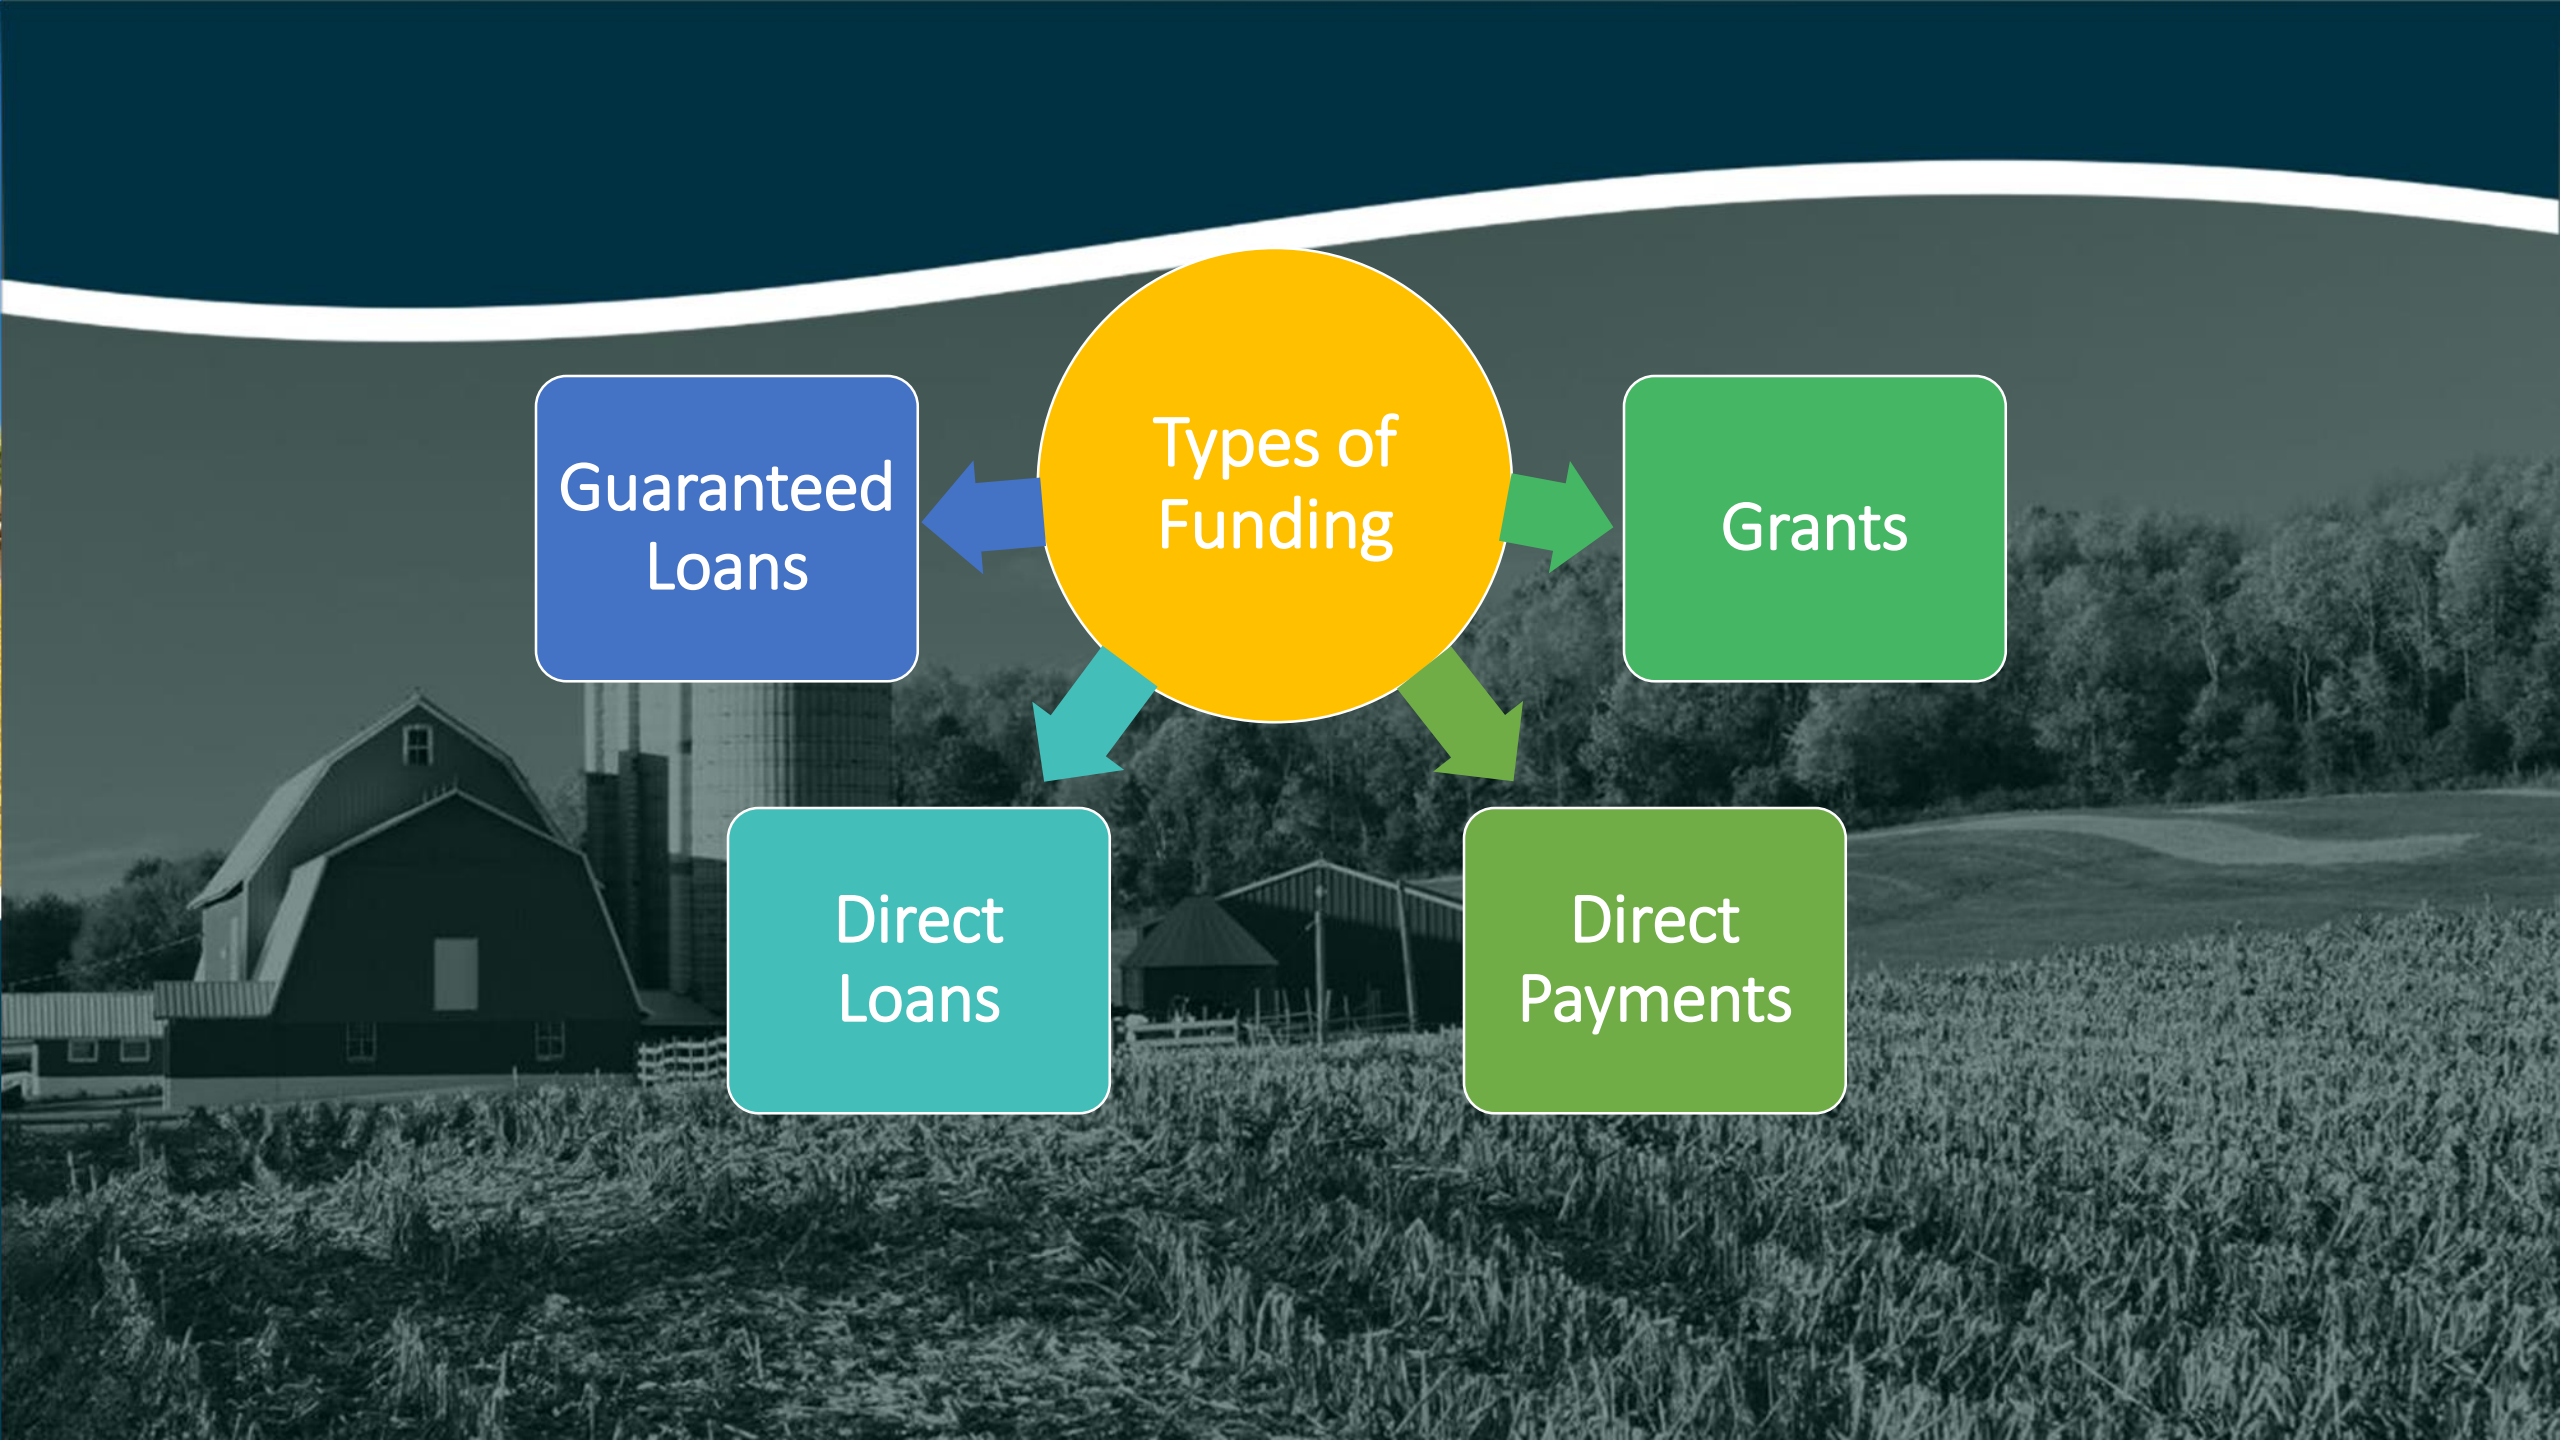 Types of
Funding
Guaranteed
Loans
Grants
Direct
Loans
Direct
Payments